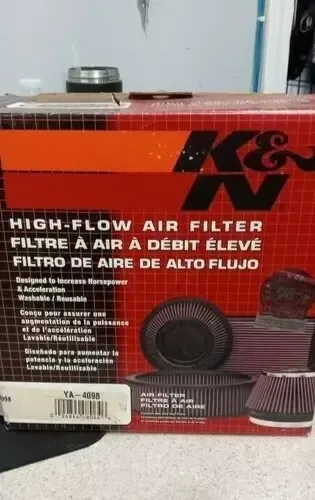 K&N
HIGH-FLOW AIR FILTER
FILTRE À AIR À DÉBIT ÉLEVÉ
FILTRO DE AIRE DE ALTO FLUJO
Designed to Increase Horsepower
& Acceleration
Washable / Reusable
Conçu pour assurer une
augmentation de la puissance
et de l'accélération
Lavable/Réutilisable
Diseñado para aumentar la
potencia y la aceleración
Lavable/Reutilizable
098
YA-4098
AIR FILTER
FILTRE À AIR
FILTRO DE AIRE